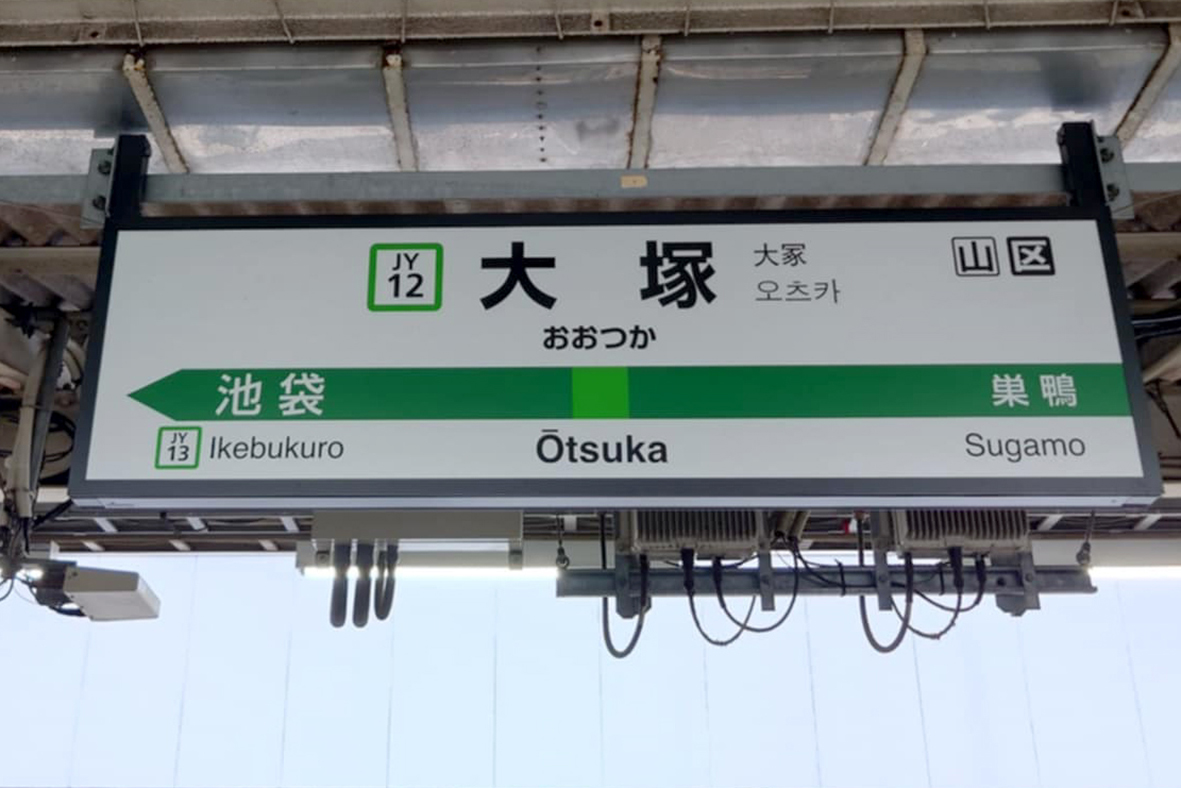 JY
12
大塚
大冢
오츠카
山 区
おおつか
池袋
巣鴨
JY
13
Ikebukuro
Ōtsuka
Sugamo